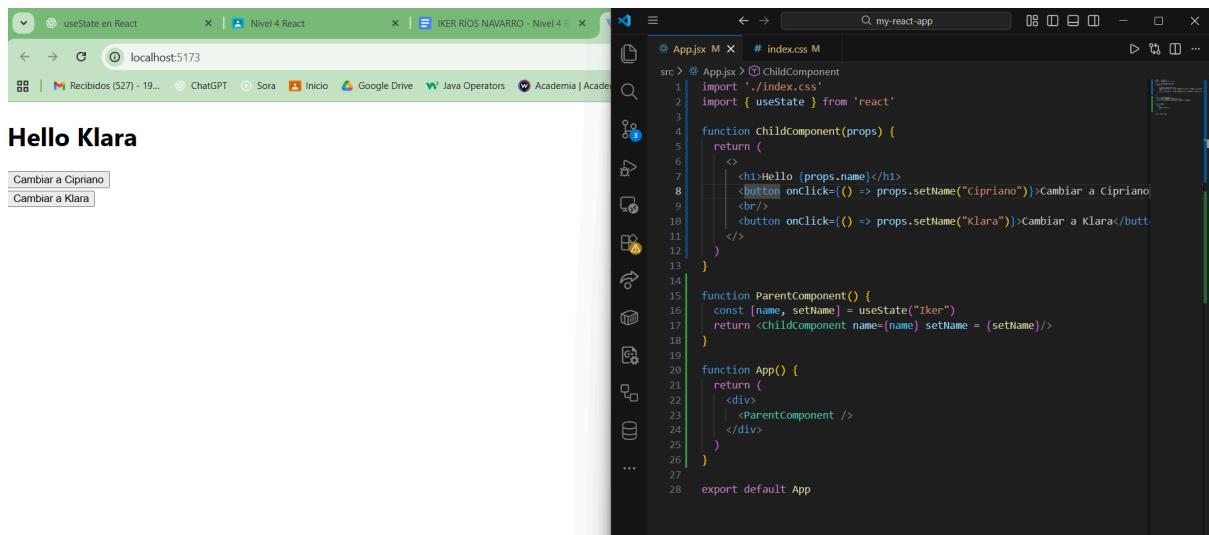 useState en React
Nivel 4 React
IKER RÍOS NAVARRO - Nivel 4 R
localhost:5173
Recibidos (527) - 19...
ChatGPT
Sora
Inicio
Google Drive
Java Operators
Academia | Acade
Hello Klara
Cambiar a Cipriano
Cambiar a Klara
my-react-app
App.jsx M
# index.css M
src > App.jsx > ChildComponent
1 import './index.css'
2 import { useState } from 'react'
3
4 function ChildComponent(props) {
5 return (
6 <>
7 <h1>Hello {props.name}</h1>
8 <button onClick={() => props.setName("Cipriano")}>Cambiar a Cipriano
9 <br/>
10 <button onClick={() => props.setName("Klara")}>Cambiar a Klara</butt
11 </>
12 )
13 }
14
15 function ParentComponent() {
16 const [name, setName] = useState("Iker")
17 return <ChildComponent name={name} setName = {setName}/>
18 }
19
20 function App() {
21 return (
22 <div>
23 <ParentComponent />
24 </div>
25 )
26 }
27
28 export default App
3